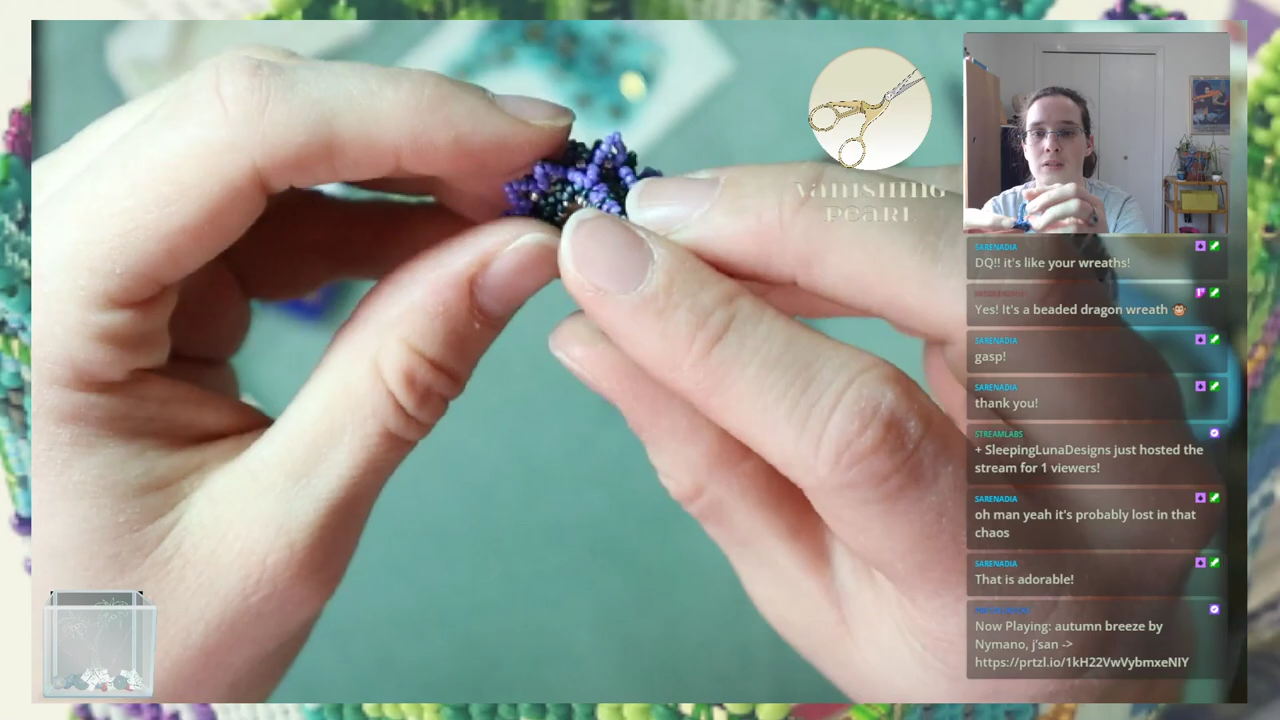 VANISHING
PEARL
SARENADIA
DQ!! it's like your wreaths!
Yes! It's a beaded dragon wreath
SARENADIA
gasp!
SARENADIA
thank you!
STREAMLABS
+ SleepingLunaDesigns just hosted the
stream for 1 viewers!
SARENADIA
oh man yeah it's probably lost in that
chaos
SARENADIA
That is adorable!
Now Playing: autumn breeze by
Nymano, j'san ->
https://prtzl.io/1kH22VwVybmxeNIY